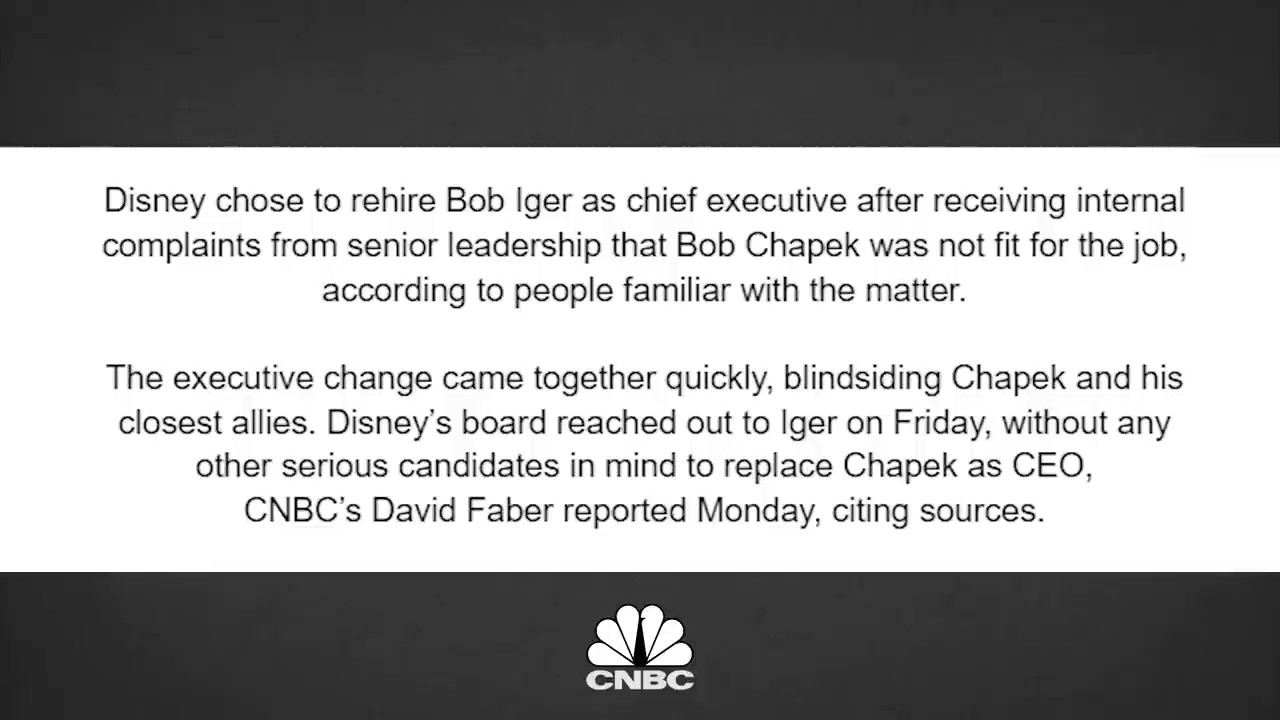 Disney chose to rehire Bob Iger as chief executive after receiving internal
complaints from senior leadership that Bob Chapek was not fit for the job,
according to people familiar with the matter.
The executive change came together quickly, blindsiding Chapek and his
closest allies. Disney’s board reached out to Iger on Friday, without any
other serious candidates in mind to replace Chapek as CEO,
CNBC’s David Faber reported Monday, citing sources.
CNBC